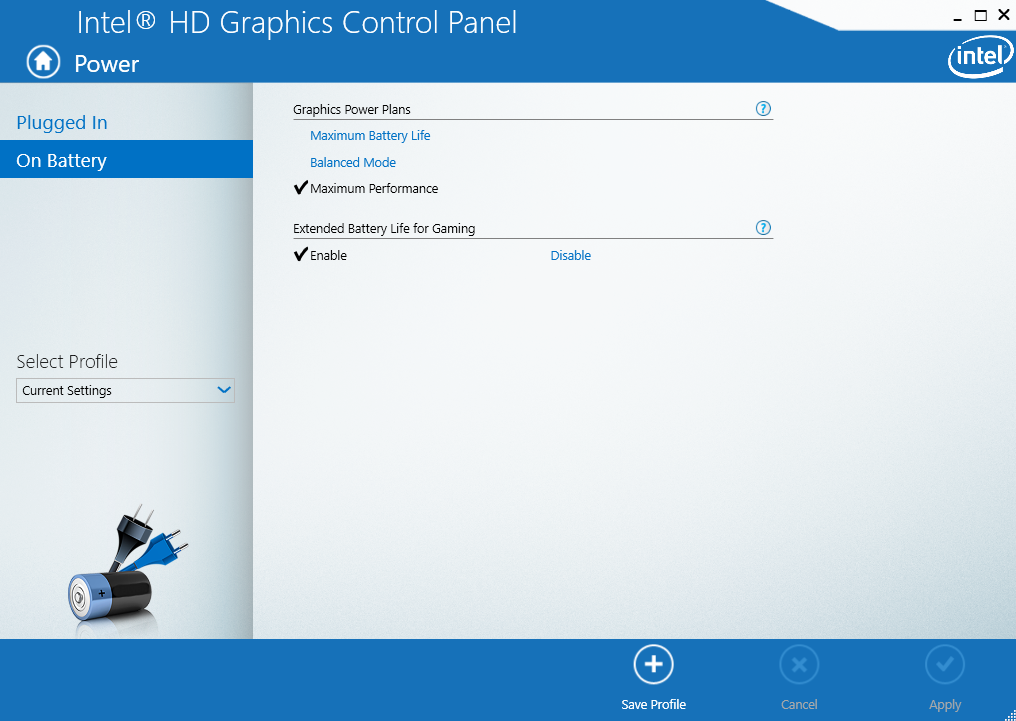 Intel® HD Graphics Control Panel
Power
intel
Plugged In
On Battery
Select Profile
Current Settings
Graphics Power Plans ?
Maximum Battery Life
Balanced Mode
Maximum Performance
Extended Battery Life for Gaming ?
Enable Disable
Save Profile Cancel Apply